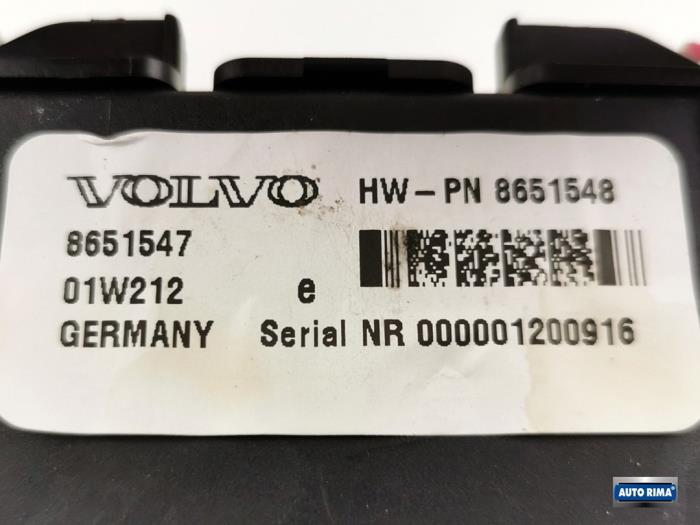 VOLVO HW-PN 8651548
8651547
01W212 e
GERMANY Serial NR 000001200916
AUTO RIMA